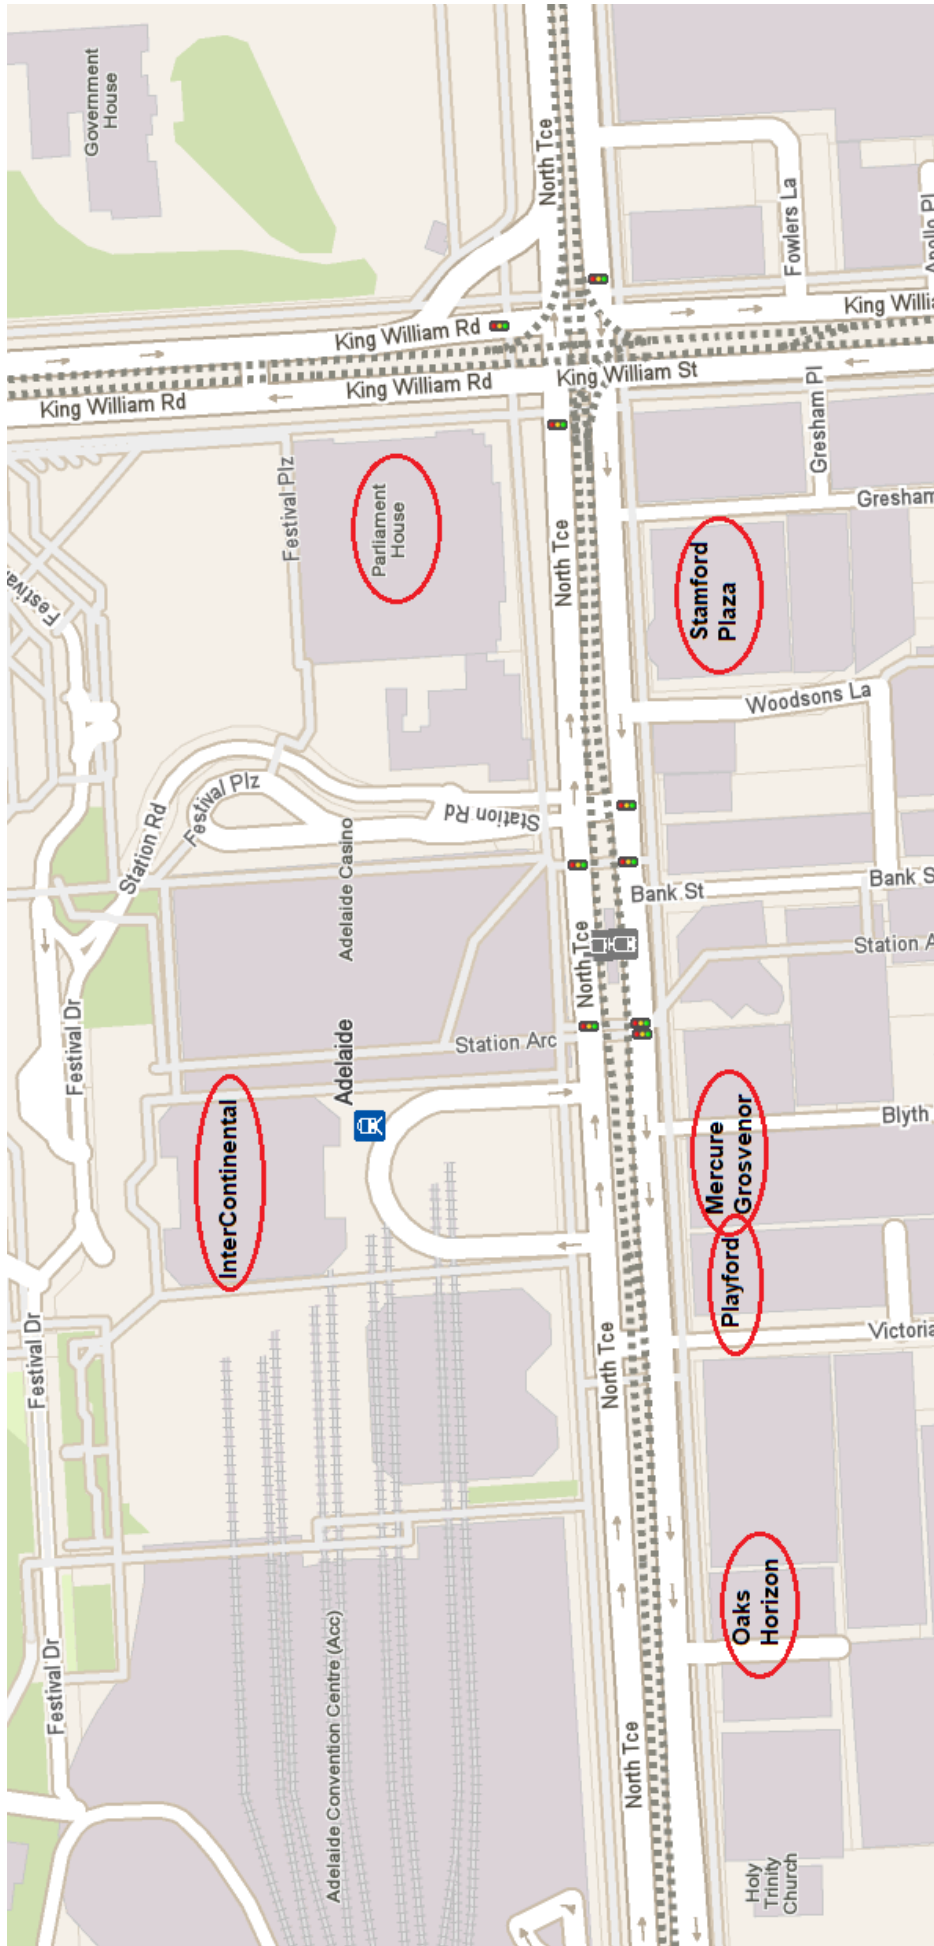 Government
House
North Tce
Fowlers La
Apollo Pl
King William Rd
King William Rd
King William Rd
King Willia
King William St
Festival Plz
Parliament
House
North Tce
Gresham Pl
Gresham
Stamford
Plaza
Festival
Woodsons La
Station Rd
Festival Plz
Station Rd
Adelaide Casino
Bank St
Bank S
Festival Dr
North Tce
Station A
Station Arc
Adelaide
InterContinental
Mercure
Grosvenor
Blyth
Playford
Victoria
Festival Dr
North Tce
Oaks
Horizon
Festival Dr
Adelaide Convention Centre (Acc)
North Tce
Holy
Trinity
Church